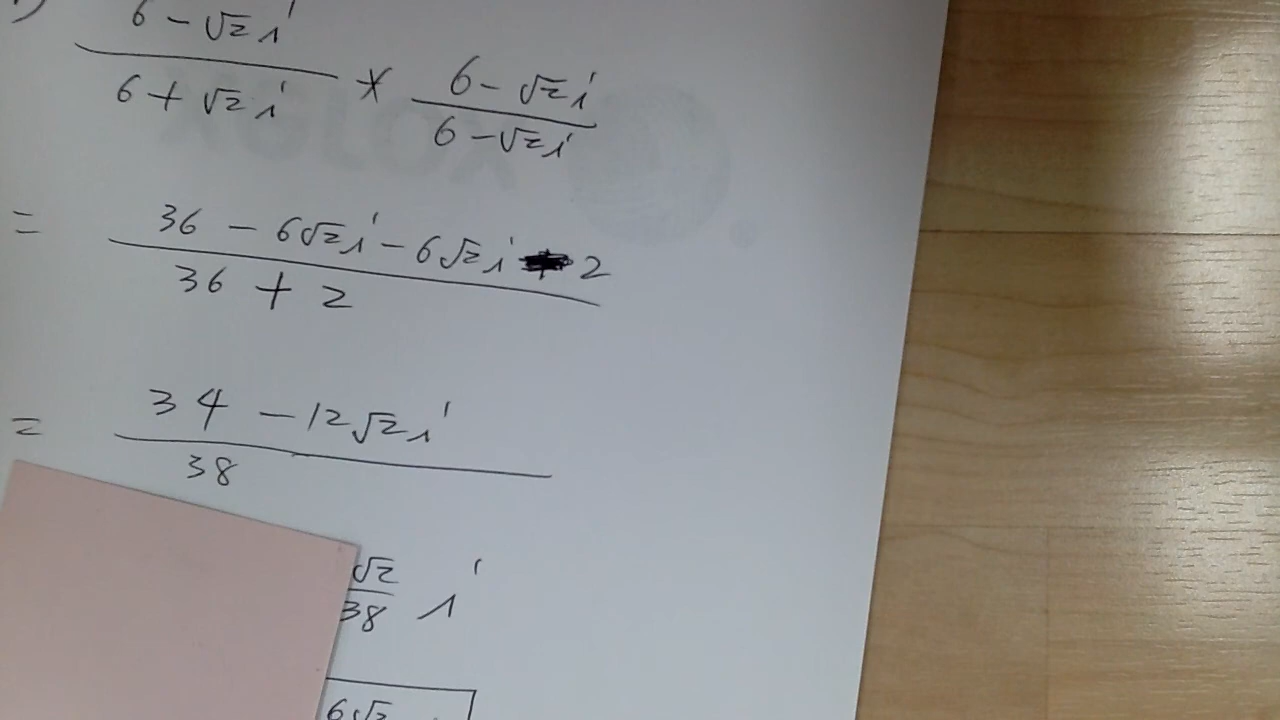 6 - √2 i
6 + √2 i * 6 - √2 i
6 - √2 i
= 36 - 6√2 i - 6√2 i - 2
36 + 2
= 34 - 12√2 i
38
√2
38 i
6√2